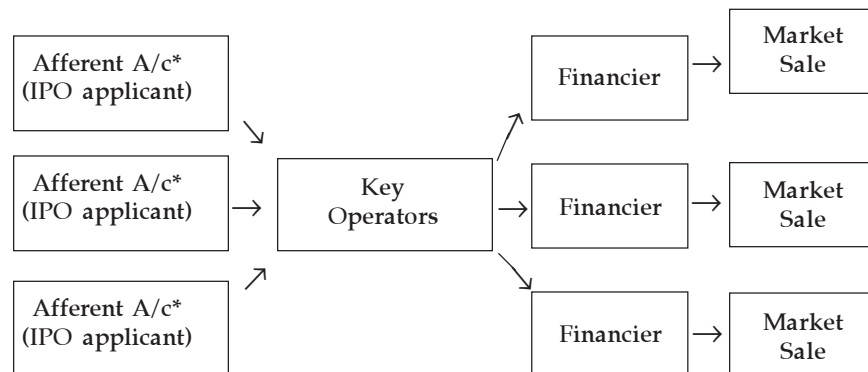 Afferent A/c*
(IPO applicant)
Afferent A/c*
(IPO applicant)
Afferent A/c*
(IPO applicant)
Key
Operators
Financier
Financier
Financier
Market
Sale
Market
Sale
Market
Sale